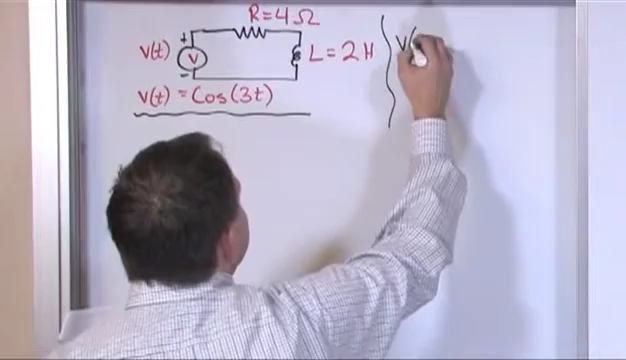 R=4Ω
V(t)
+
V
-
L=2H
V(t)=Cos(3t)
V(